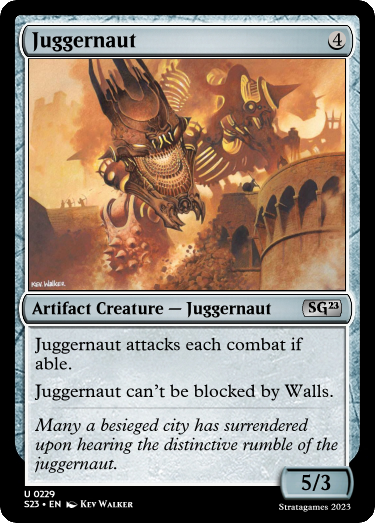 Juggernaut 4
KEV WALKER
Artifact Creature — Juggernaut SG23
Juggernaut attacks each combat if
able.
Juggernaut can't be blocked by Walls.
Many a besieged city has surrendered
upon hearing the distinctive rumble of the
juggernaut.
5/3
U 0229
S23 • EN KEV WALKER
Stratagames 2023